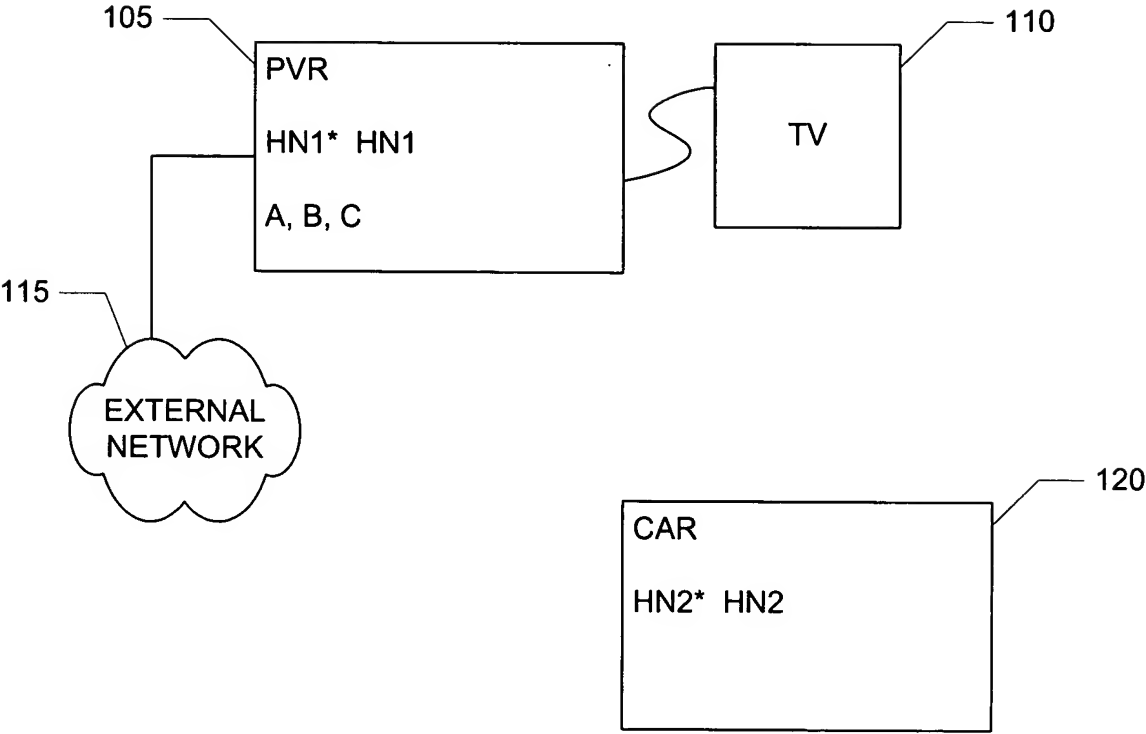 105
110
PVR
TV
HN1* HN1
A, B, C
115
EXTERNAL
NETWORK
120
CAR
HN2* HN2